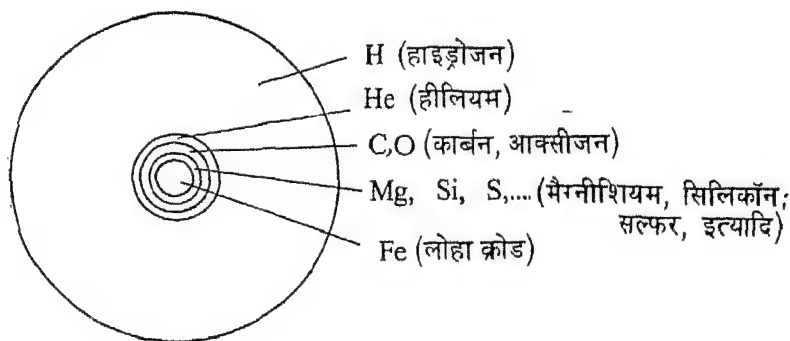 H (हाइड्रोजन)
He (हीलियम)
C,O (कार्बन, आक्सीजन)
Mg, Si, S,.... (मैग्नीशियम, सिलिकॉन;
सल्फर, इत्यादि)
Fe (लोहा क्रोड)